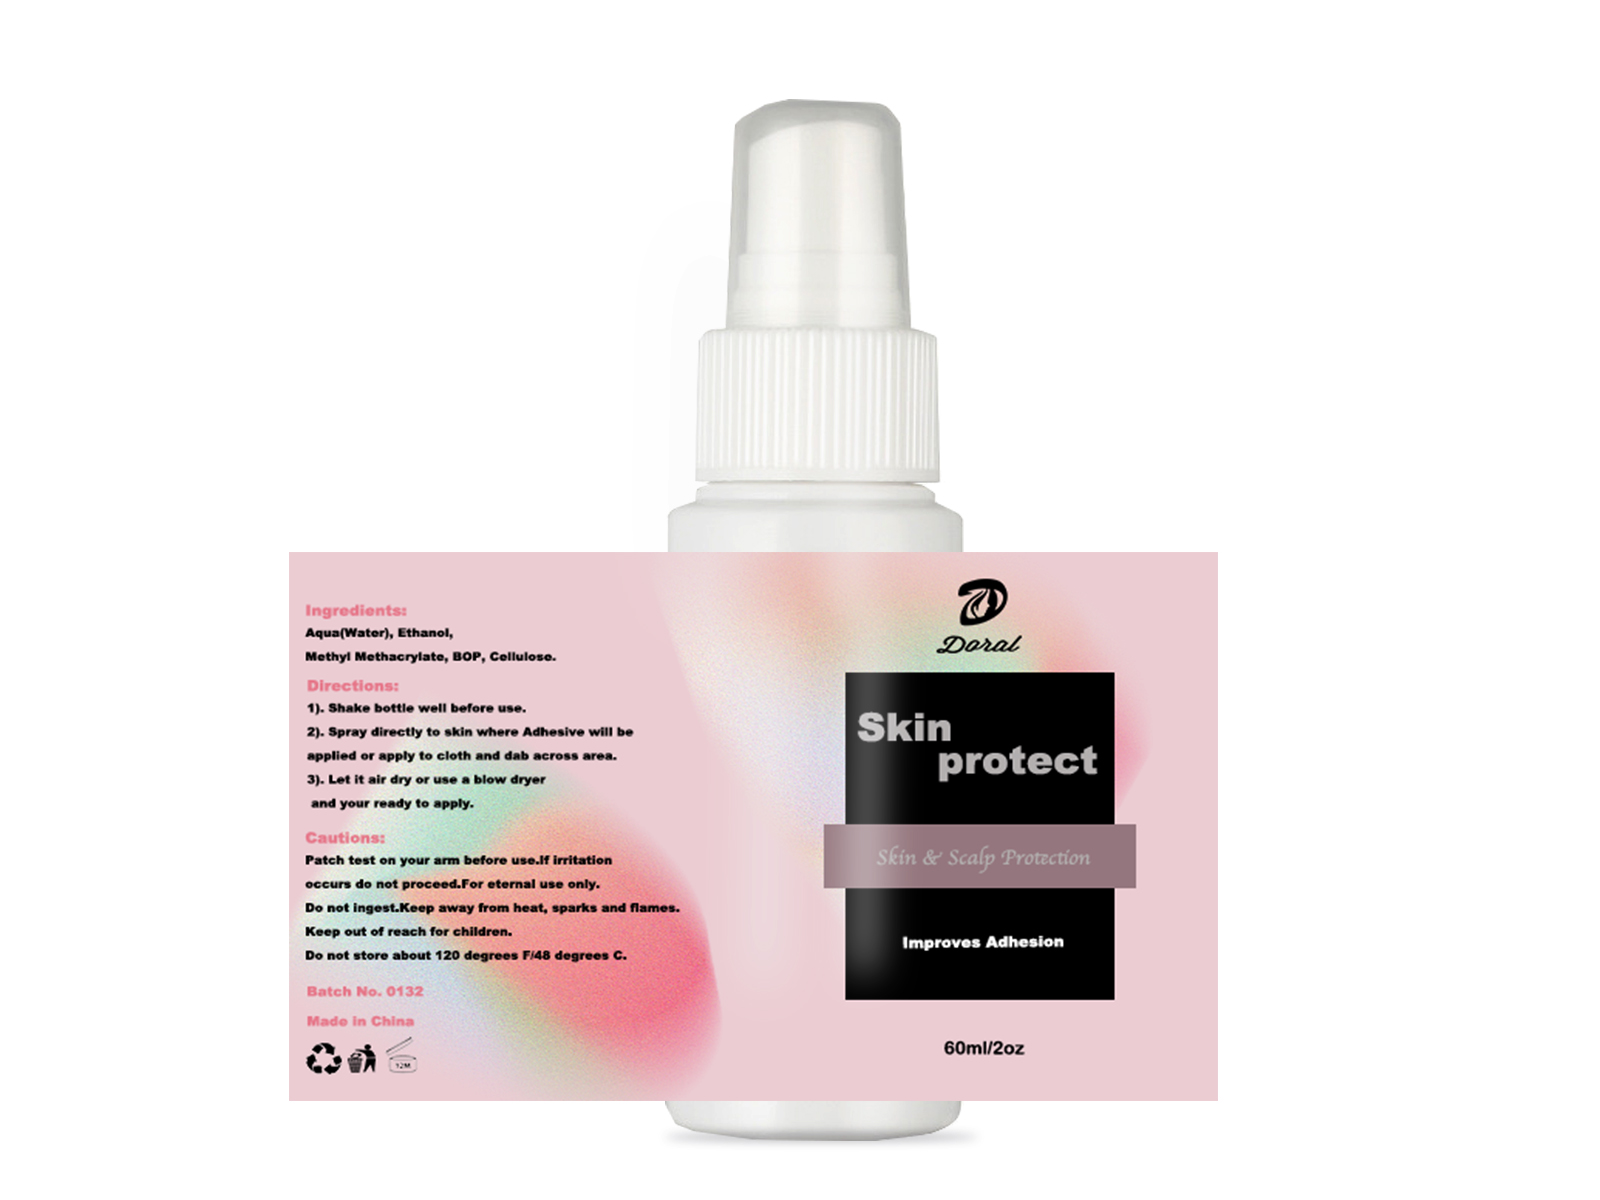 Ingredients:
Aqua(Water), Ethanol,
Methyl Methacrylate, BOP, Cellulose.
Directions:
1). Shake bottle well before use.
2). Spray directly to skin where Adhesive will be
applied or apply to cloth and dab across area.
3). Let it air dry or use a blow dryer
and your ready to apply.
Cautions:
Patch test on your arm before use.If irritation
occurs do not proceed.For eternal use only.
Do not ingest.Keep away from heat, sparks and flames.
Keep out of reach for children.
Do not store about 120 degrees F/48 degrees C.
Batch No. 0132
Made in China
12M
Doral
Skin
protect
Skin & Scalp Protection
Improves Adhesion
60ml/2oz